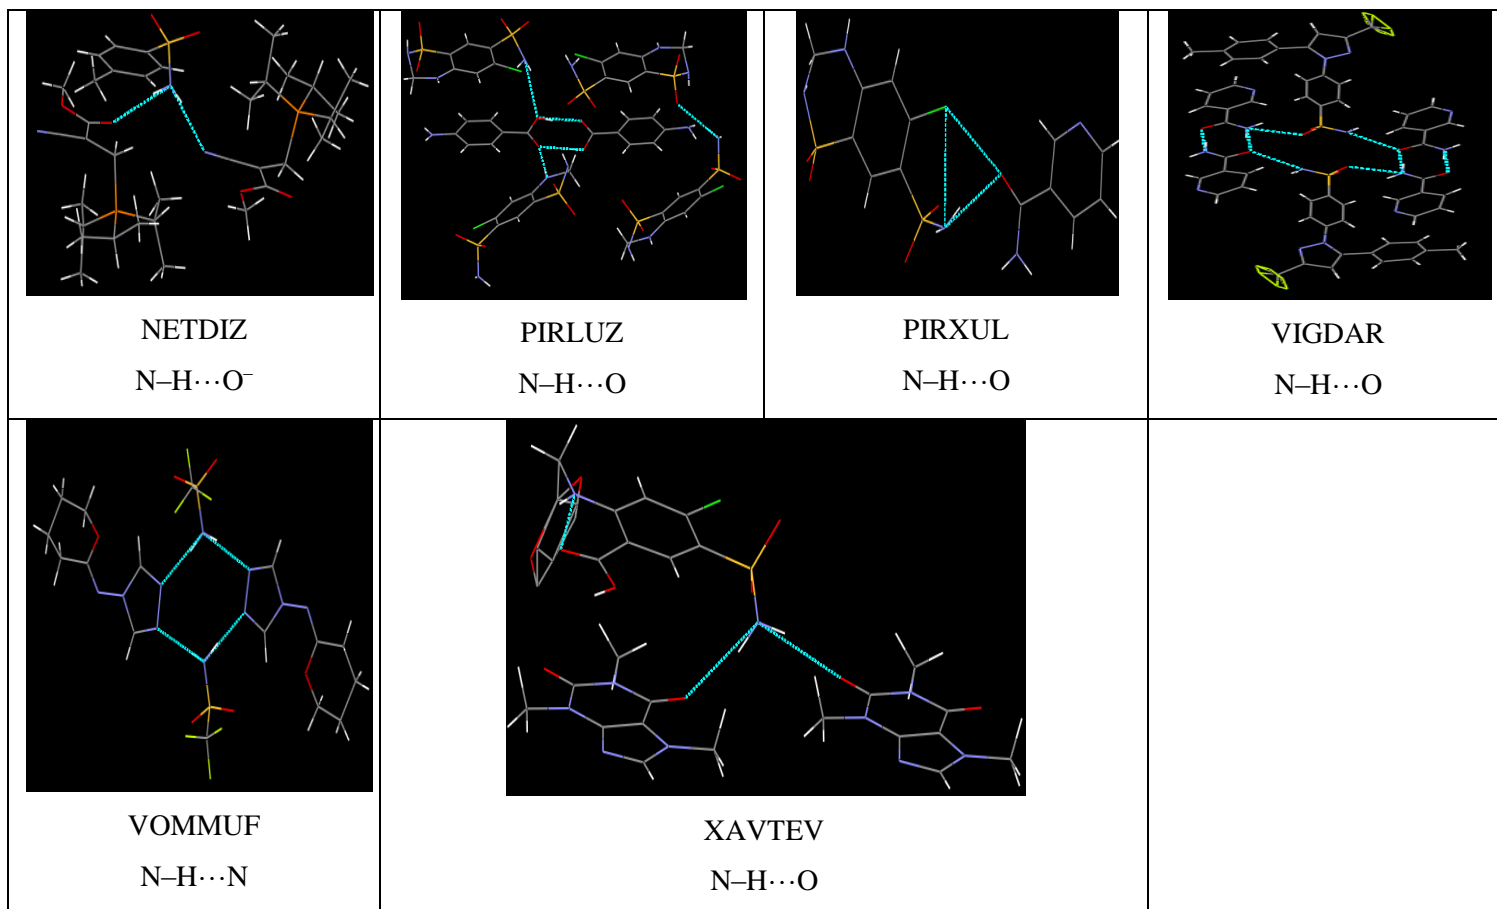 NETDIZ
N–H···O⁻
PIRLUZ
N–H···O
PIRXUL
N–H···O
VIGDAR
N–H···O
VOMMUF
N–H···N
XAVTEV
N–H···O